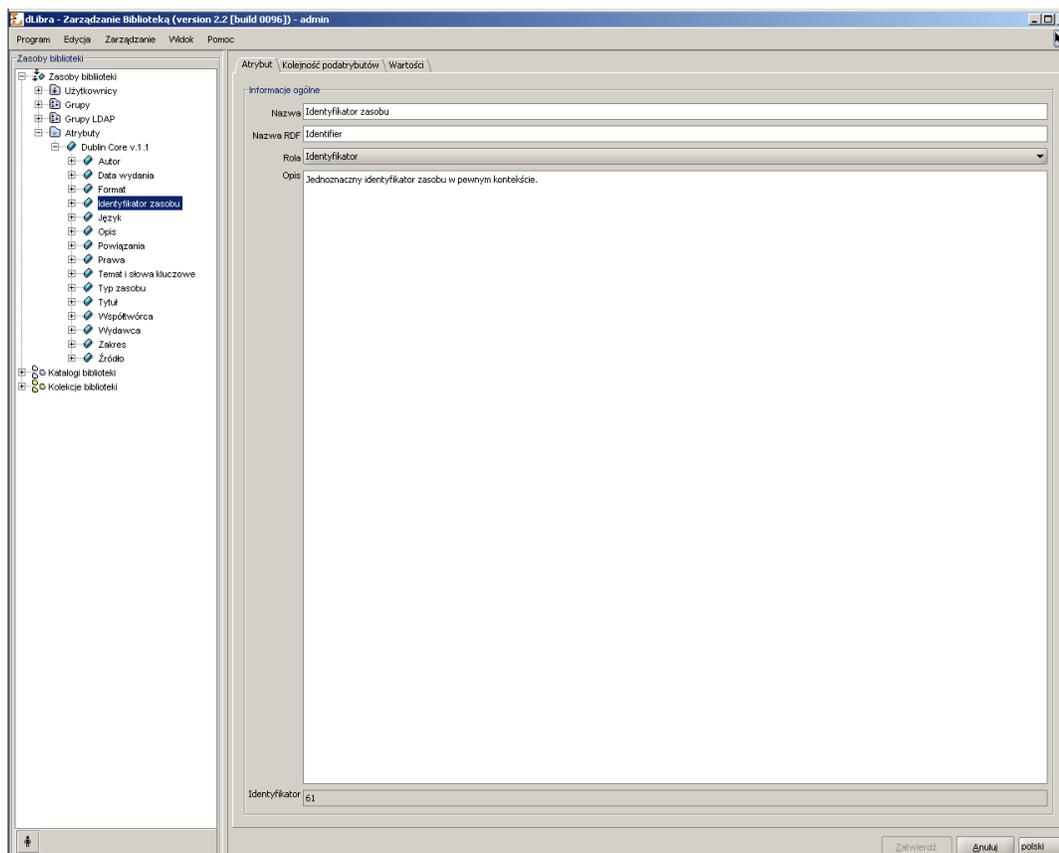 dLibra - Zarządzanie Biblioteką (version 2.2 [build 0096]) - admin
Program Edycja Zarządzanie Widok Pomoc
Zasoby biblioteki
Zasoby biblioteki
Użytkownicy
Grupy
Grupy LDAP
Atrybuty
Dublin Core v.1.1
Autor
Data wydania
Format
Identyfikator zasobu
Język
Opis
Powiązania
Prawa
Temat i słowa kluczowe
Typ zasobu
Tytuł
Współtwórca
Wydawca
Zakres
Źródło
Katalogi biblioteki
Kolekcje biblioteki
Atrybut Kolejność podatrybutów Wartości
Informacje ogólne
Nazwa Identyfikator zasobu
Nazwa RDF Identifier
Rola Identyfikator
Opis Jednoznaczny identyfikator zasobu w pewnym kontekście.
Identyfikator 61
Zatwierdź Anuluj polski